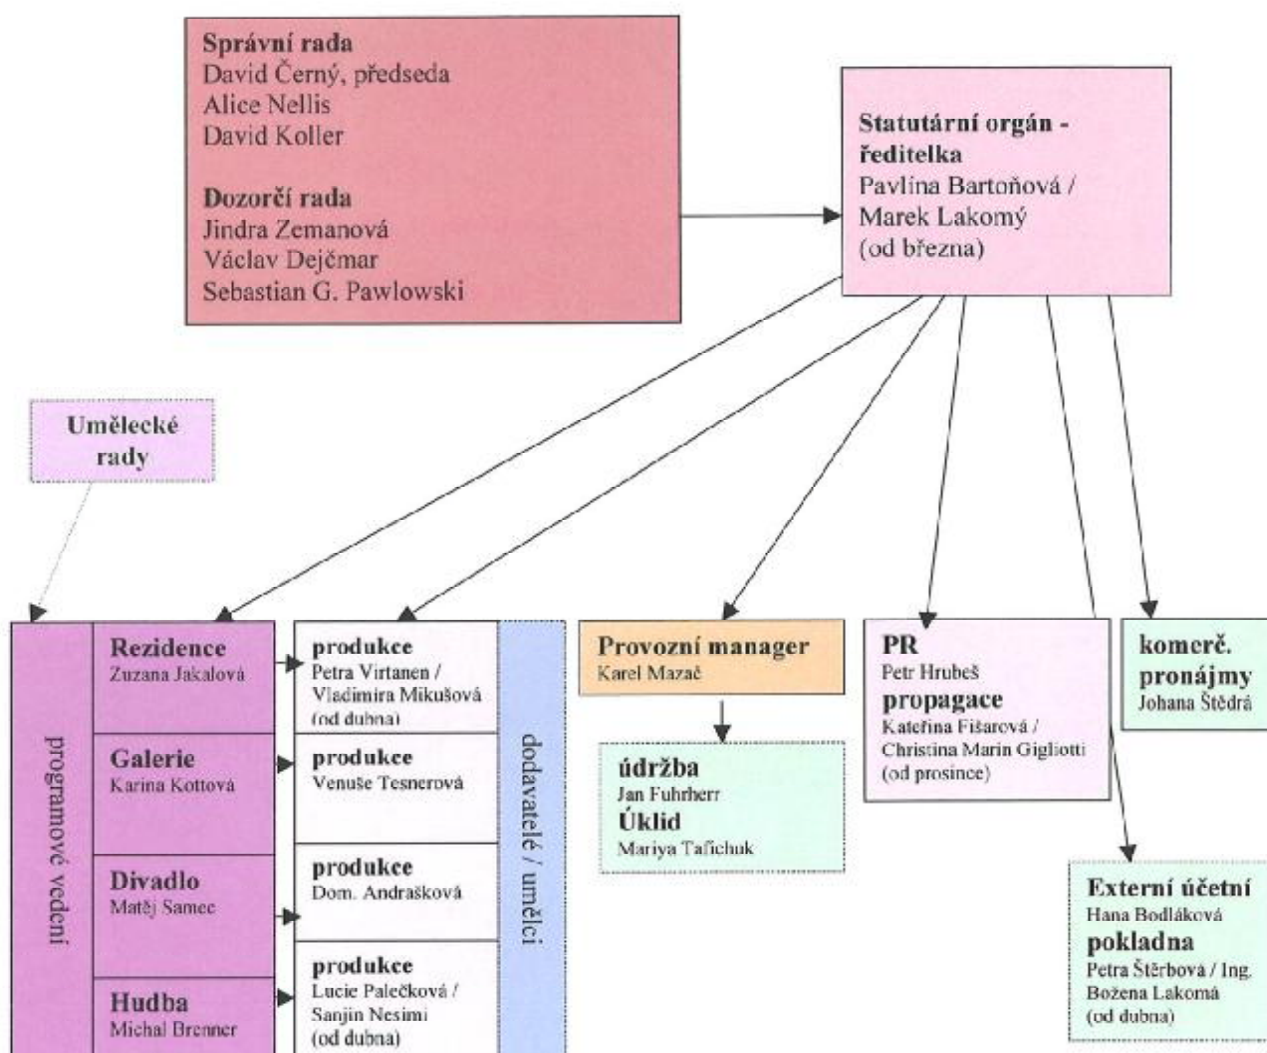 Správní rada
David Černý, předseda
Alice Nellis
David Koller
Dozorčí rada
Jindra Zemanová
Václav Dejčmar
Sebastian G. Pawlowski
Statutární orgán -
ředitelka
Pavlína Bartoňová /
Marek Lakomý
(od března)
Umělecké
rady
programové vedení
Rezidence
Zuzana Jakalová
Galerie
Karina Kottová
Divadlo
Matěj Samec
Hudba
Michal Brenner
produkce
Petra Virtanen /
Vladimíra Mikušová
(od dubna)
produkce
Venuše Tesnerová
produkce
Dom. Andrašková
produkce
Lucie Palečková /
Sanjin Nesimi
(od dubna)
dodavatelé / umělci
Provozní manager
Karel Mazač
údržba
Jan Fuhrherr
Úklid
Mariya Tafichuk
PR
Petr Hrubeš
propagace
Kateřina Fišarová /
Christina Marin Gigliotti
(od prosince)
komerč.
pronájmy
Johana Štědrá
Externí účetní
Hana Bodláková
pokladna
Petra Štěrbová / Ing.
Božena Lakomá
(od dubna)